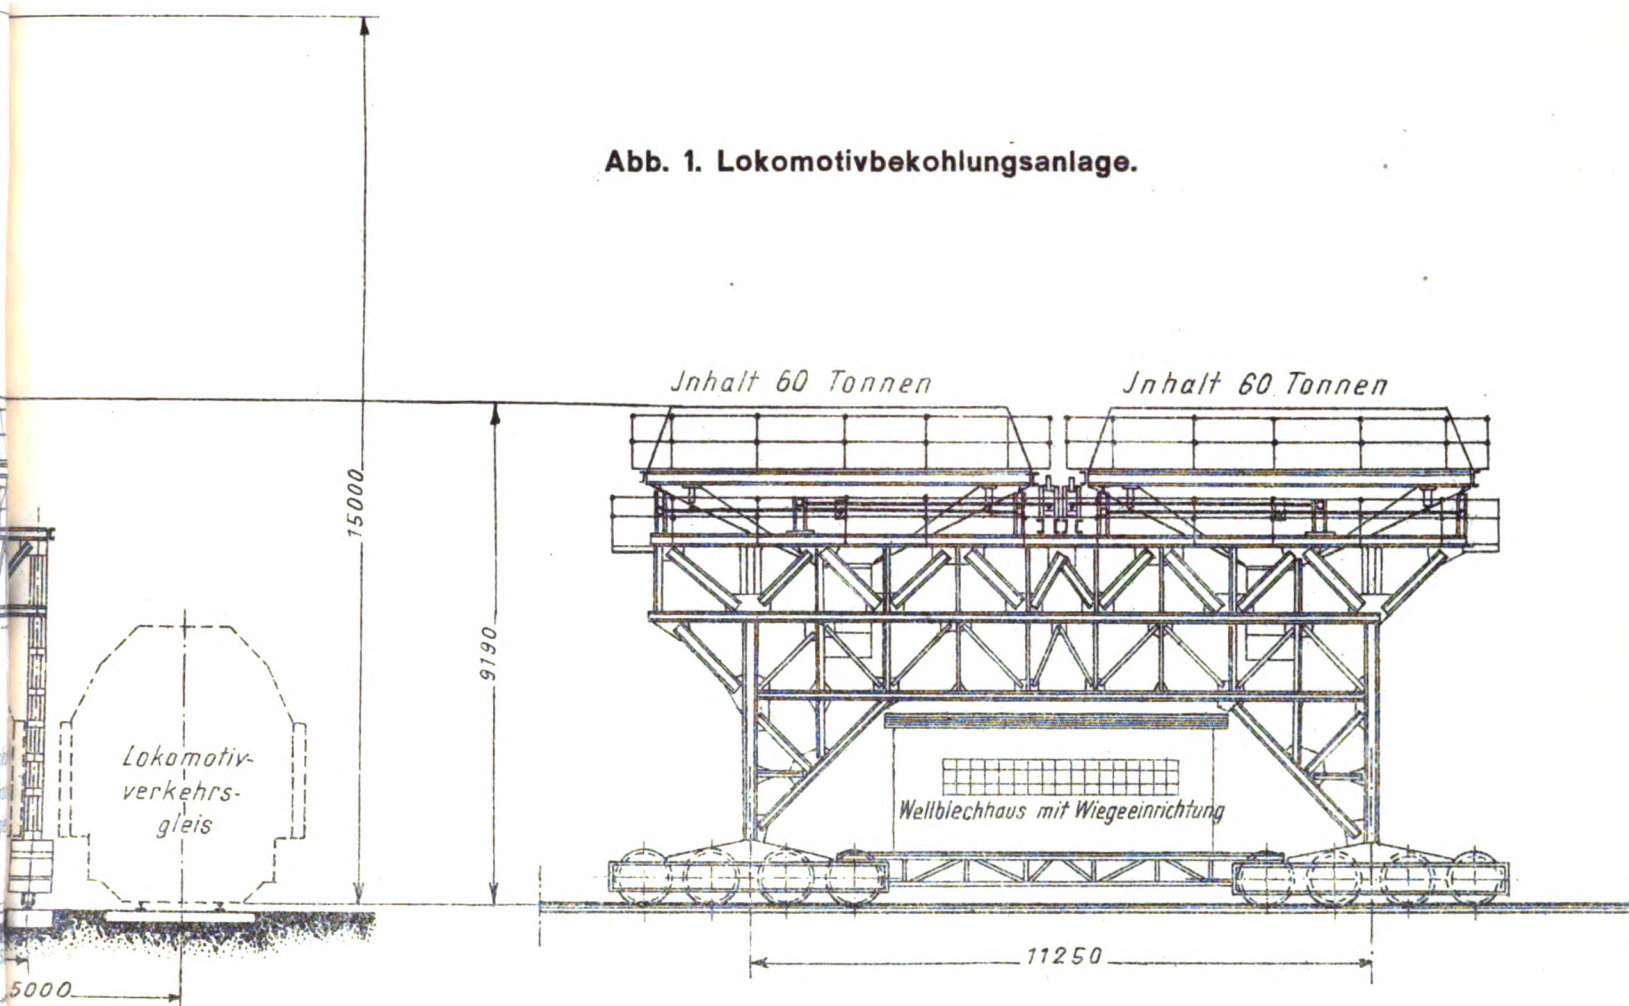 Abb. 1. Lokomotivbekohlungsanlage.
Jnhalt 60 Tonnen
Jnhalt 60 Tonnen
15000
9190
Lokomotiv-
verkehrs-
gleis
Wellblechhaus mit Wiegeeinrichtung
11250
5000